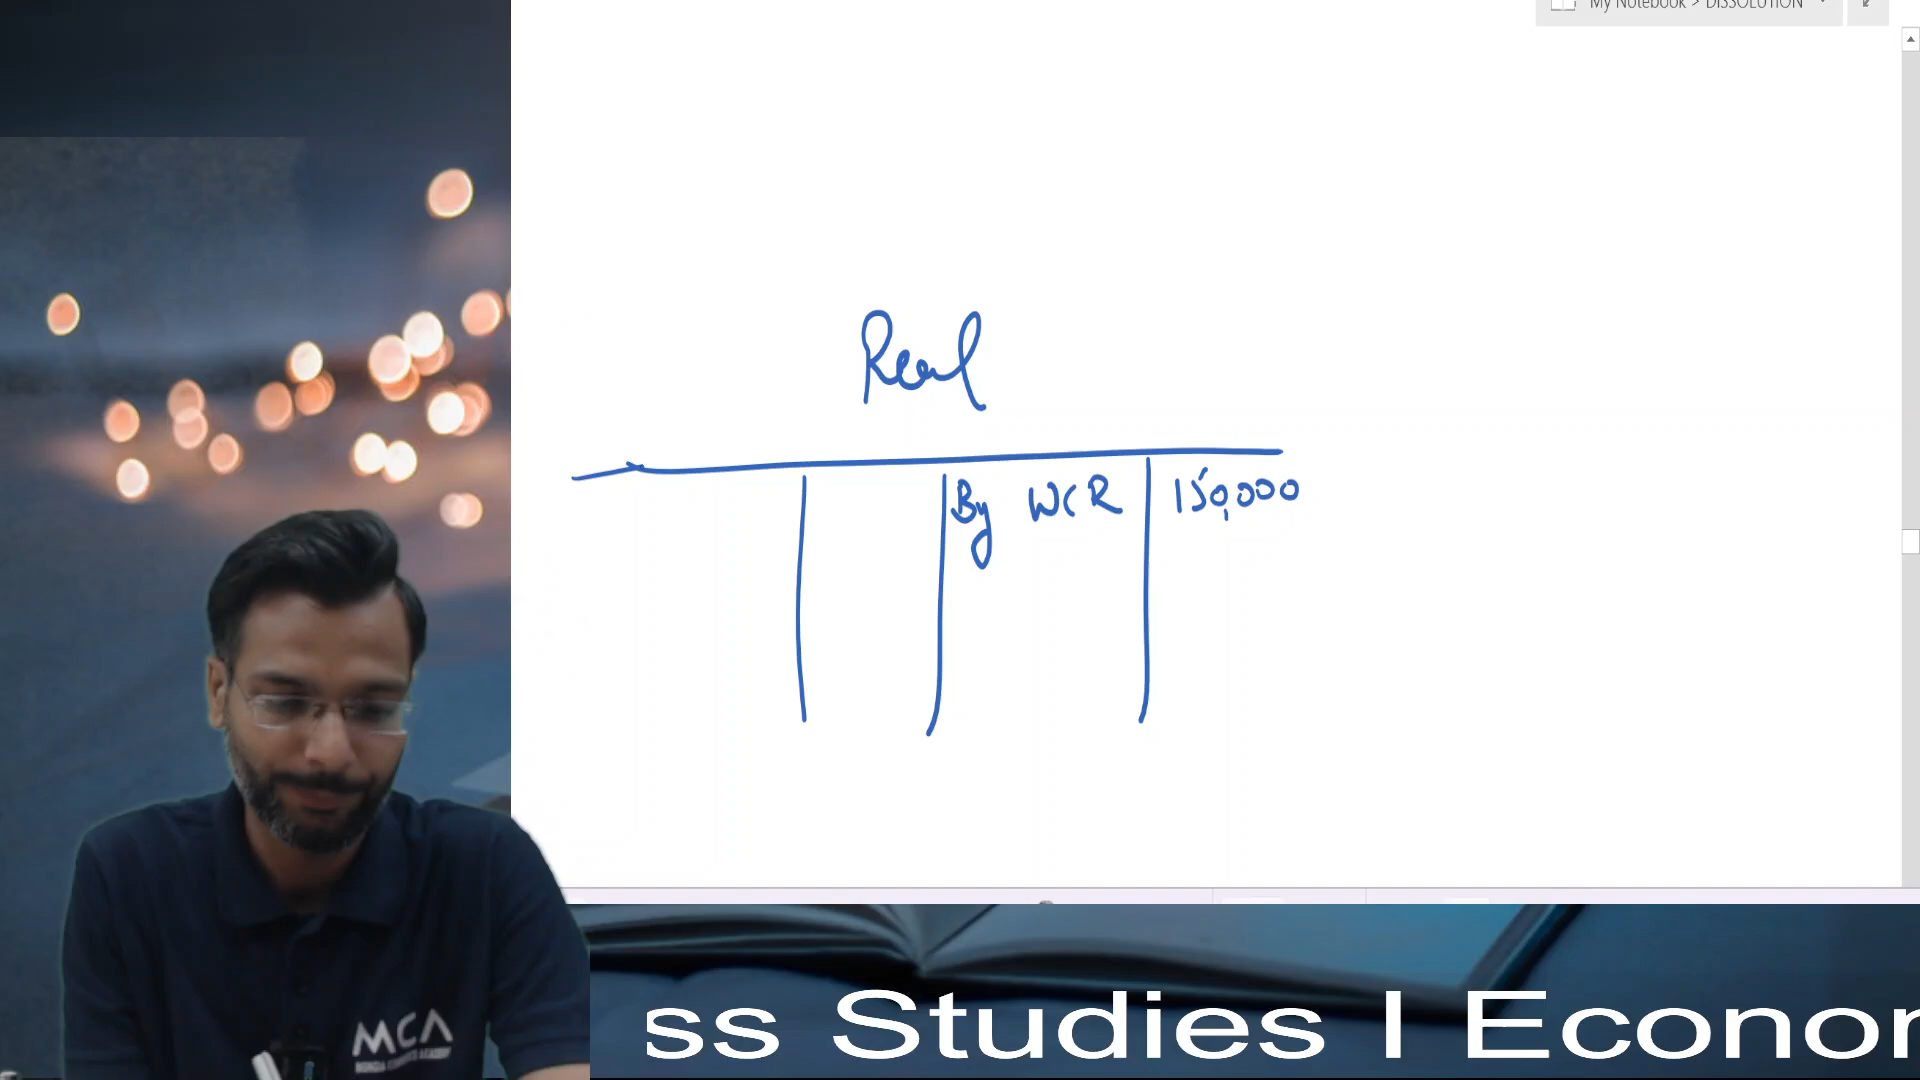 My Notebook > DISSOLUTION
Real
By WCR 150,000
MCA
ss Studies I Econor